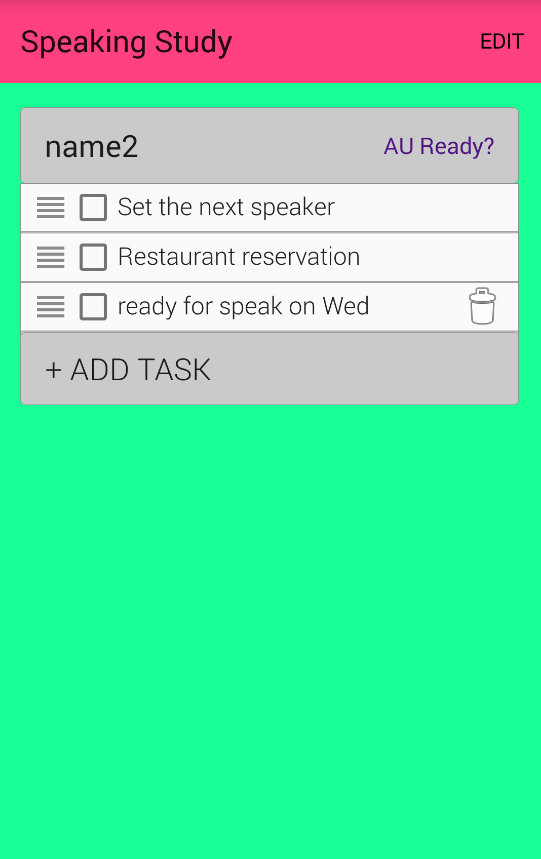 Speaking Study EDIT
name2 AU Ready?
Set the next speaker
Restaurant reservation
ready for speak on Wed
+ ADD TASK